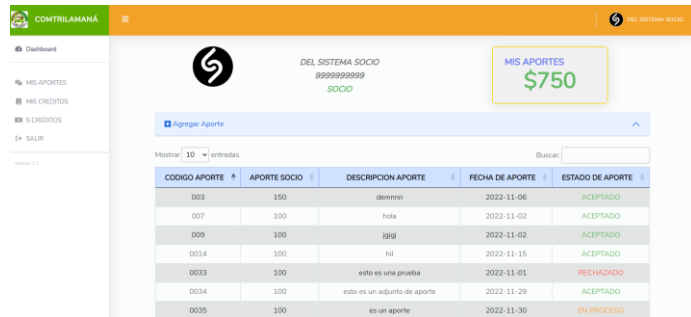 COMTRILAMANÁ
DEL SISTEMA SOCIO
Dashboard
MIS APORTES
MIS CREDITOS
S CREDITOS
SALIR
Version 1.1
DEL SISTEMA SOCIO
9999999999
SOCIO
MIS APORTES
$750
Agregar Aporte
Mostrar 10 entradas
Buscar:
CODIGO APORTE APORTE SOCIO DESCRIPCION APORTE FECHA DE APORTE ESTADO DE APORTE
003 150 demnnn 2022-11-06 ACEPTADO
007 100 hola 2022-11-02 ACEPTADO
009 100 jgjgj 2022-11-02 ACEPTADO
0014 100 hil 2022-11-15 ACEPTADO
0033 100 esto es una prueba 2022-11-01 RECHAZADO
0034 100 esto es un adjunto de aporte 2022-11-29 ACEPTADO
0035 100 es un aporte 2022-11-30 EN PROCESO